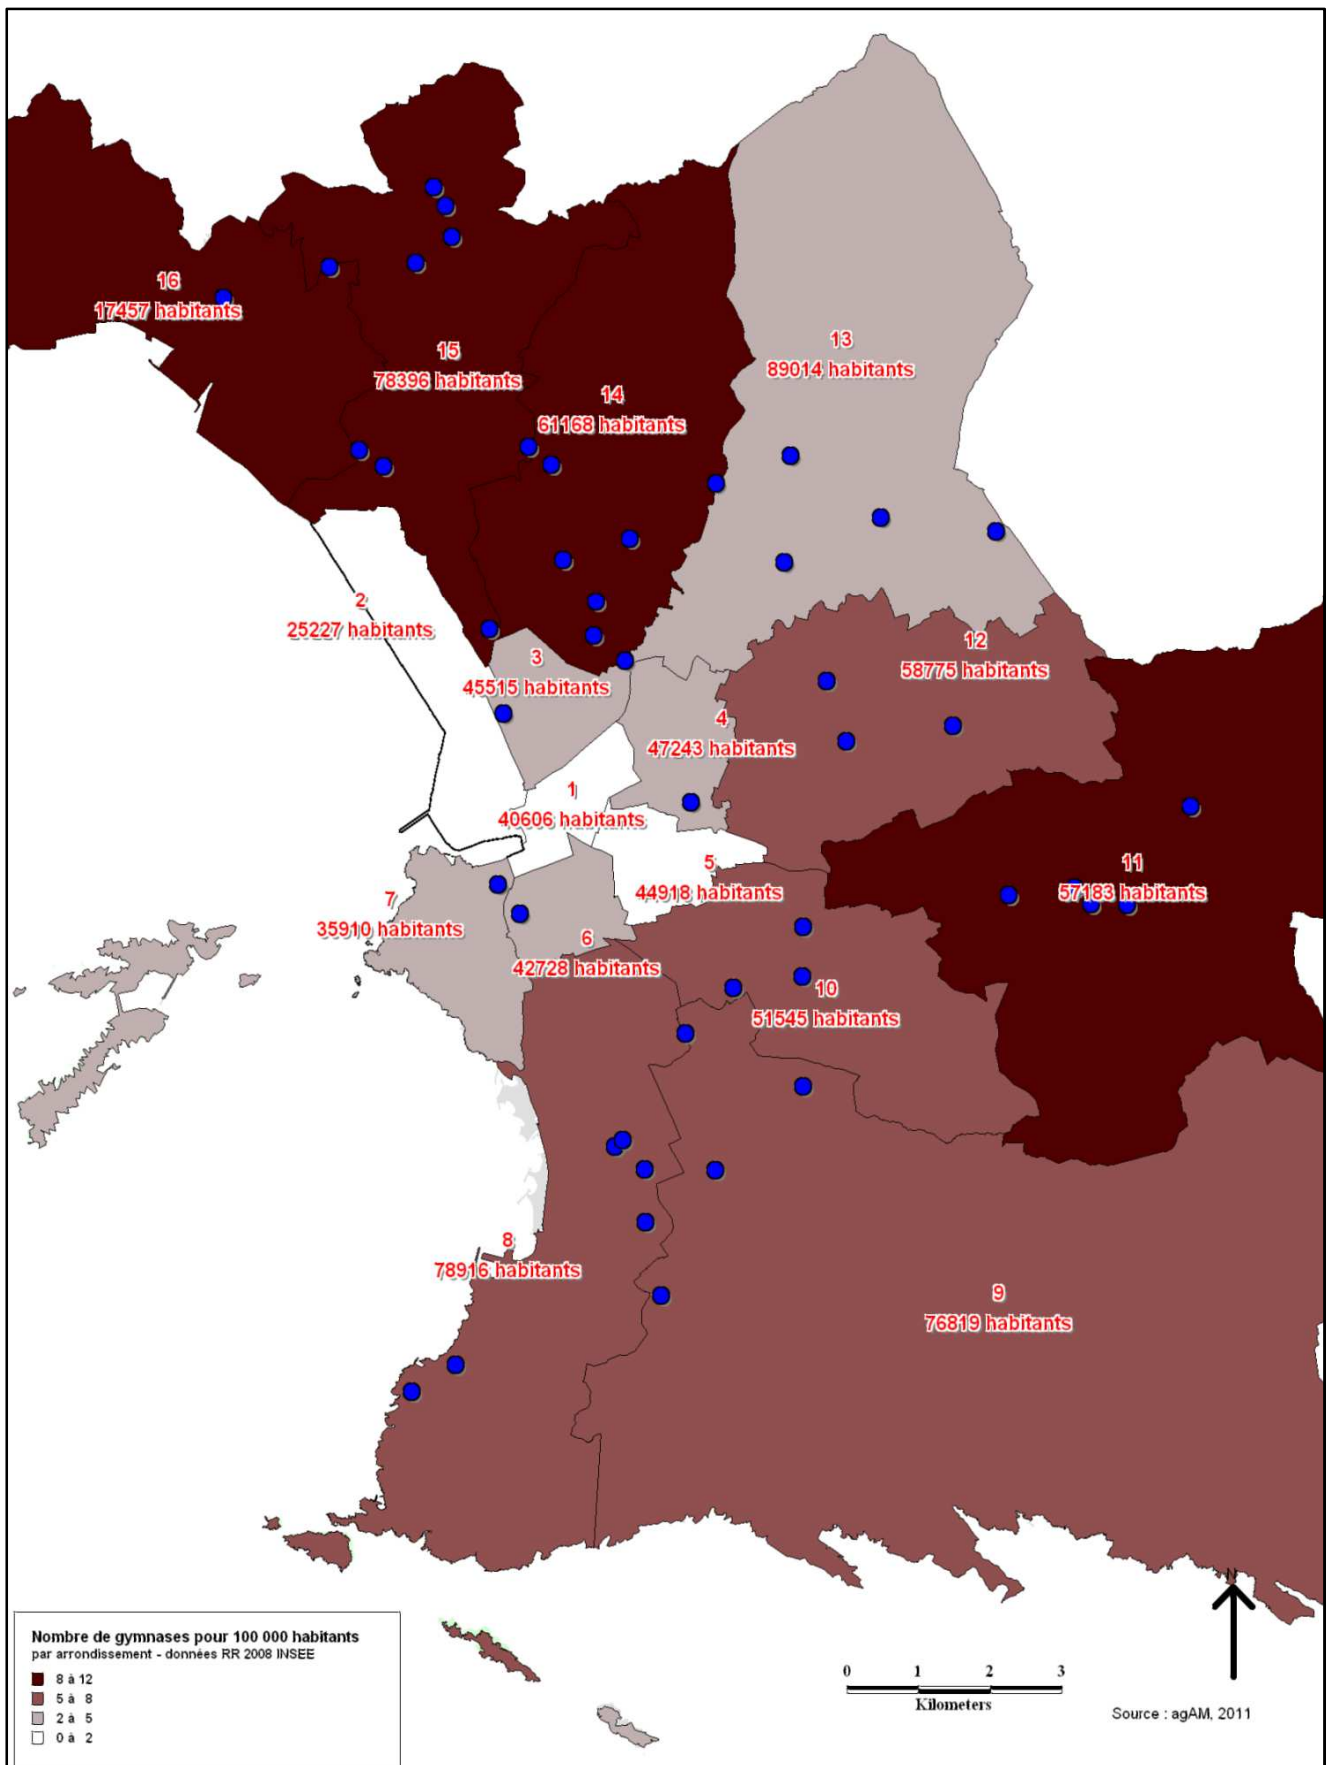 16
17457 habitants
15
78396 habitants
14
61168 habitants
13
89014 habitants
2
25227 habitants
3
45515 habitants
12
58775 habitants
4
47243 habitants
1
40606 habitants
5
44918 habitants
11
57183 habitants
7
35910 habitants
6
42728 habitants
10
51545 habitants
8
78916 habitants
9
76819 habitants
N
Nombre de gymnases pour 100 000 habitants
par arrondissement - données RR 2008 INSEE
8 à 12
5 à 8
2 à 5
0 à 2
0 1 2 3
Kilometers
Source : agAM, 2011